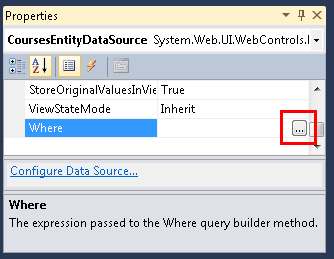 Properties
CoursesEntityDataSource System.Web.UI.WebControls.
StoreOriginalValuesInVie True
ViewStateMode Inherit
Where ...
Configure Data Source...
Where
The expression passed to the Where query builder method.